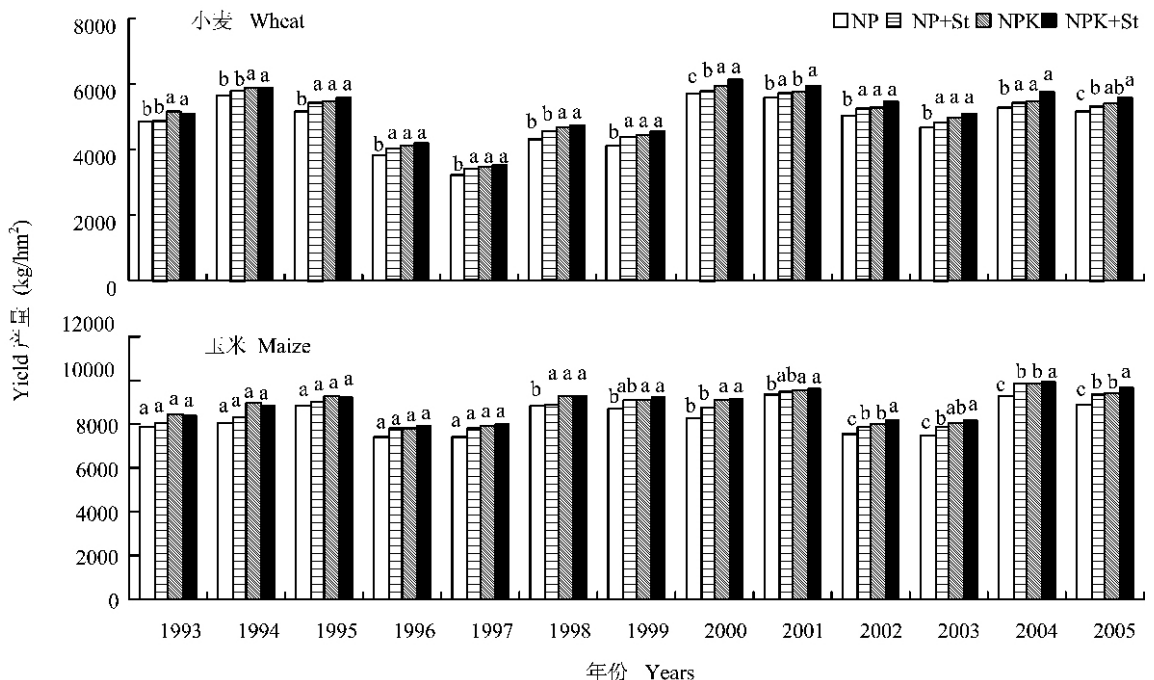 小麦 Wheat
NP NP+St NPK NPK+St
8000
6000
4000
2000
0
b b a a
b b a a
b a a a
b a a a
b a a a
b b a a
b a a a
c b a a
b a b a
b a a a
b a a a
b a a a
c b ab a
Yield 产量 (kg/hm²)
玉米 Maize
12000
10000
8000
6000
4000
2000
0
a a a a
a a a a
a a a a
a a a a
a a a a
b a a a
b ab a a
b b a a
b ab a a
c b b a
c b ab a
c b b a
c b b a
1993 1994 1995 1996 1997 1998 1999 2000 2001 2002 2003 2004 2005
年份 Years